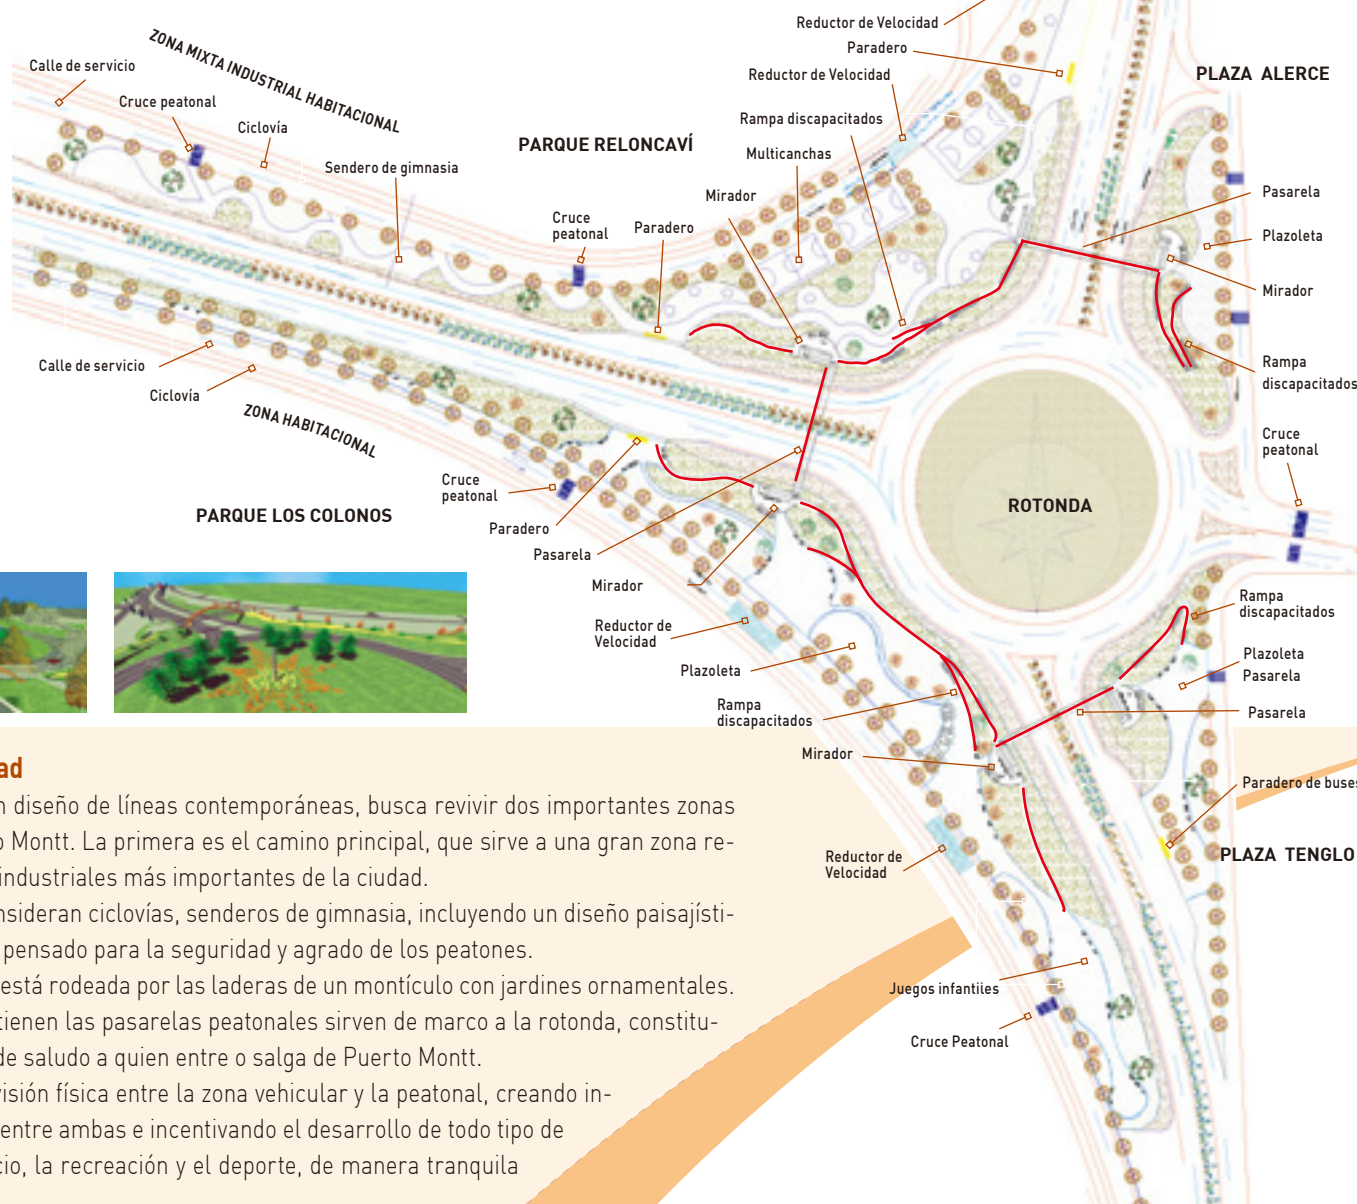 Reductor de Velocidad
Paradero
Reductor de Velocidad
PLAZA ALERCE
ZONA MIXTA INDUSTRIAL HABITACIONAL
Calle de servicio
Cruce peatonal
Ciclovía
Rampa discapacitados
PARQUE RELONCAVÍ
Multicanchas
Sendero de gimnasia
Mirador
Pasarela
Cruce
peatonal
Paradero
Plazoleta
Mirador
Calle de servicio
Ciclovía
Rampa
discapacitados
ZONA HABITACIONAL
Cruce
peatonal
Cruce
peatonal
ROTONDA
PARQUE LOS COLONOS
Paradero
Pasarela
Mirador
Rampa
discapacitados
Reductor de
Velocidad
Plazoleta
Plazoleta
Pasarela
Rampa
discapacitados
Pasarela
Mirador
Paradero de buses
Reductor de
Velocidad
PLAZA TENGLO
Juegos infantiles
Cruce Peatonal
ad
n diseño de líneas contemporáneas, busca revivir dos importantes zonas
o Montt. La primera es el camino principal, que sirve a una gran zona re-
industriales más importantes de la ciudad.
nsideran ciclovías, senderos de gimnasia, incluyendo un diseño paisajísti-
pensado para la seguridad y agrado de los peatones.
está rodeada por las laderas de un montículo con jardines ornamentales.
tienen las pasarelas peatonales sirven de marco a la rotonda, constitu-
de saludo a quien entre o salga de Puerto Montt.
visión física entre la zona vehicular y la peatonal, creando in-
entre ambas e incentivando el desarrollo de todo tipo de
cio, la recreación y el deporte, de manera tranquila